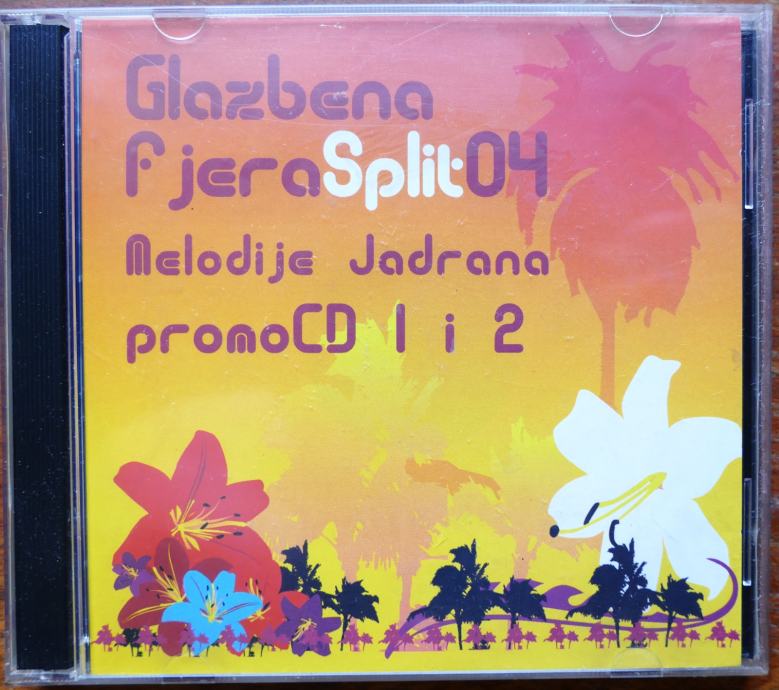 Glazbena
fjeraSplit04
Melodije Jadrana
promoCD 1 i 2